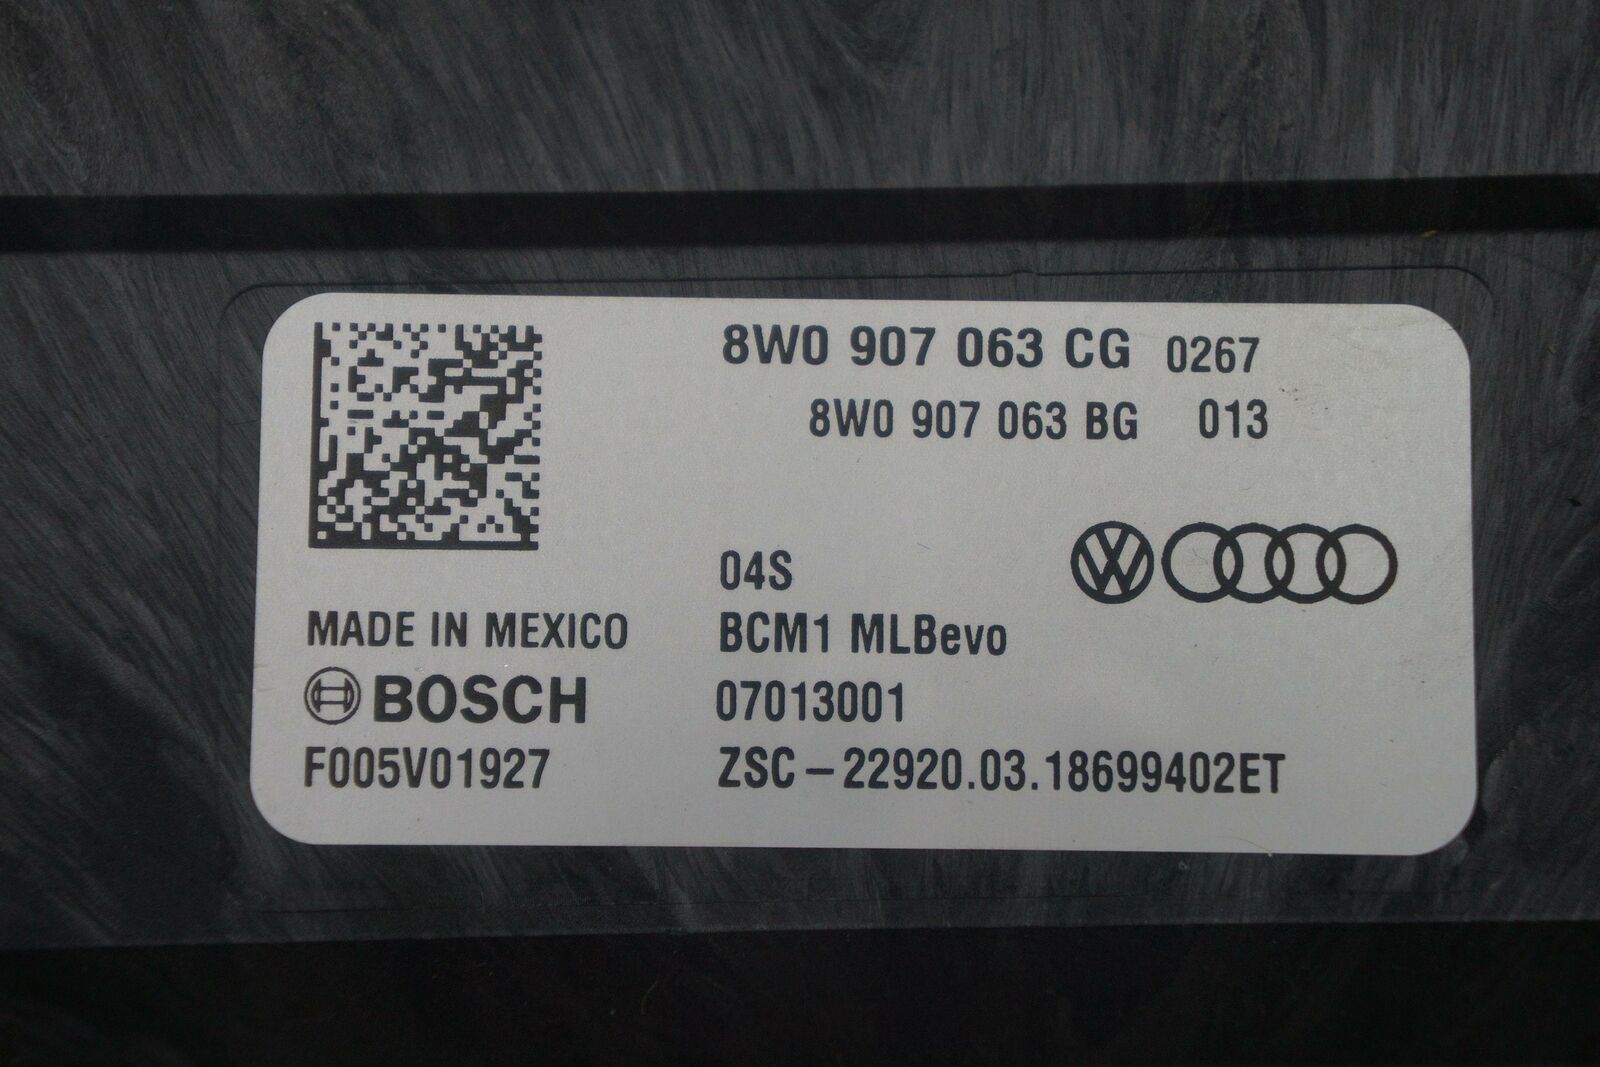 8W0 907 063 CG 0267
8W0 907 063 BG 013
04S
MADE IN MEXICO
BCM1 MLBevo
BOSCH
07013001
F005V01927
ZSC-22920.03.18699402ET